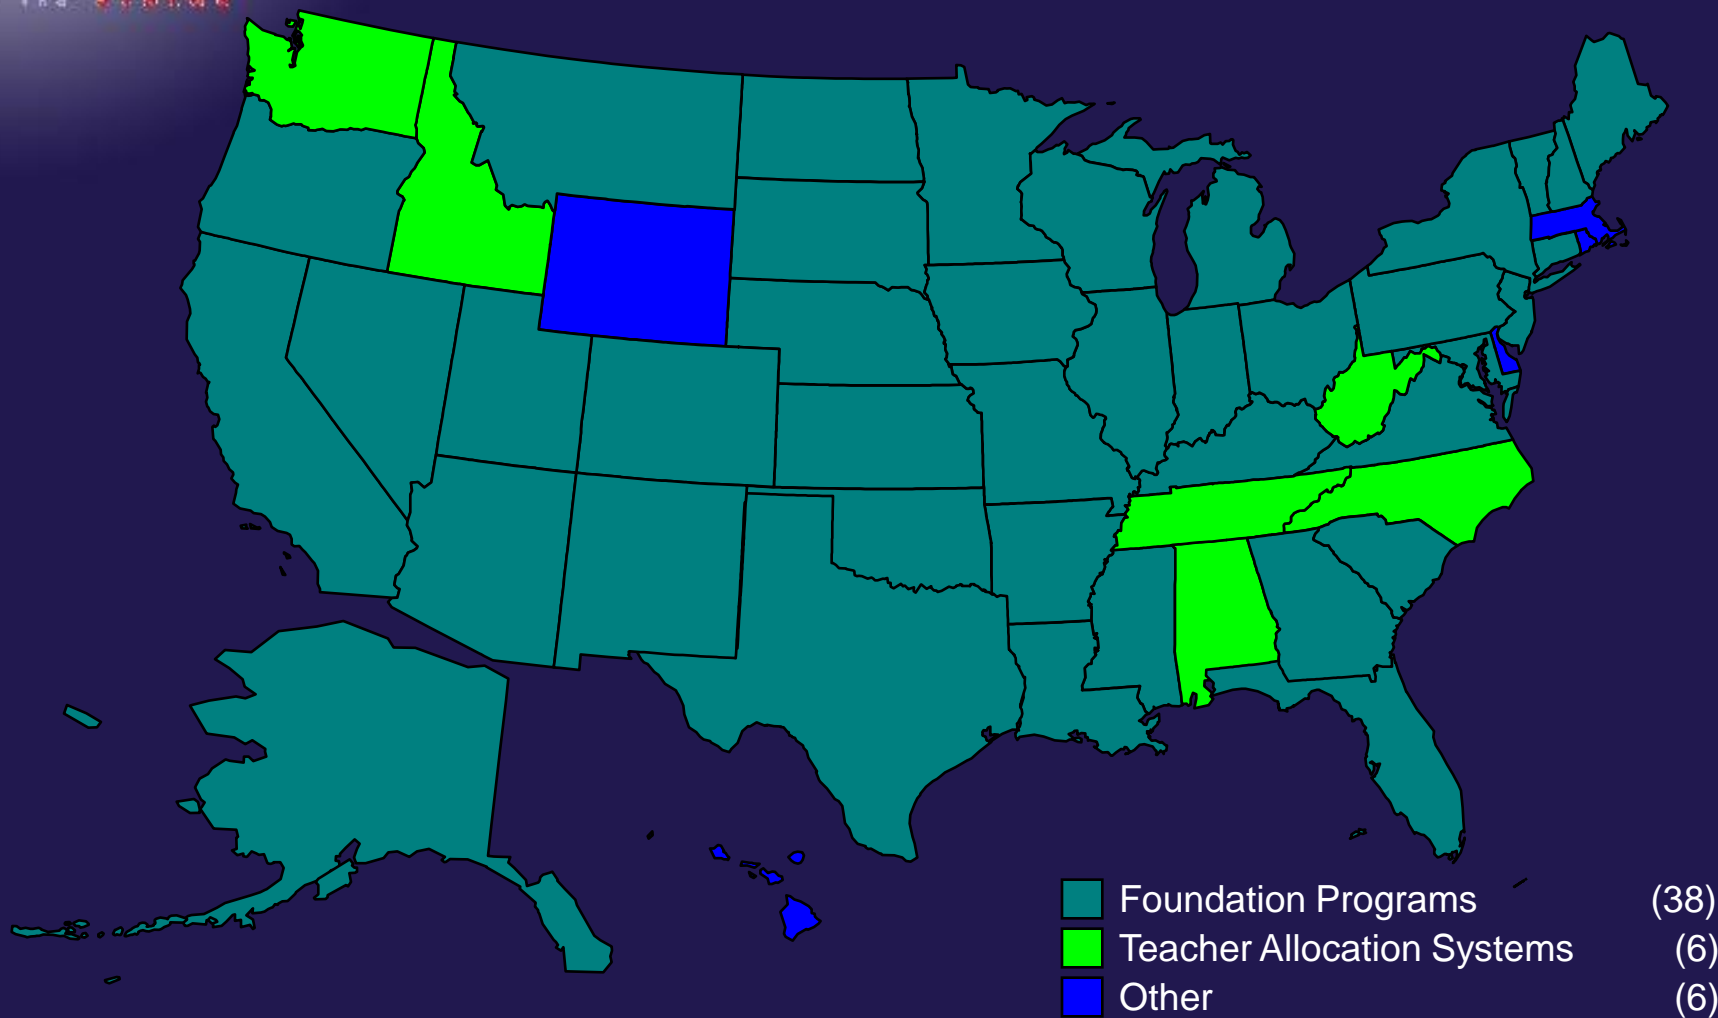 Foundation Programs (38)
Teacher Allocation Systems (6)
Other (6)